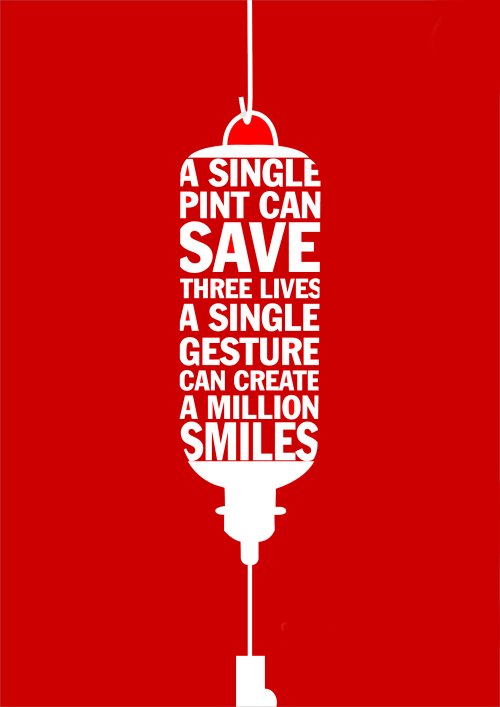 A SINGLE
PINT CAN
SAVE
THREE LIVES
A SINGLE
GESTURE
CAN CREATE
A MILLION
SMILES